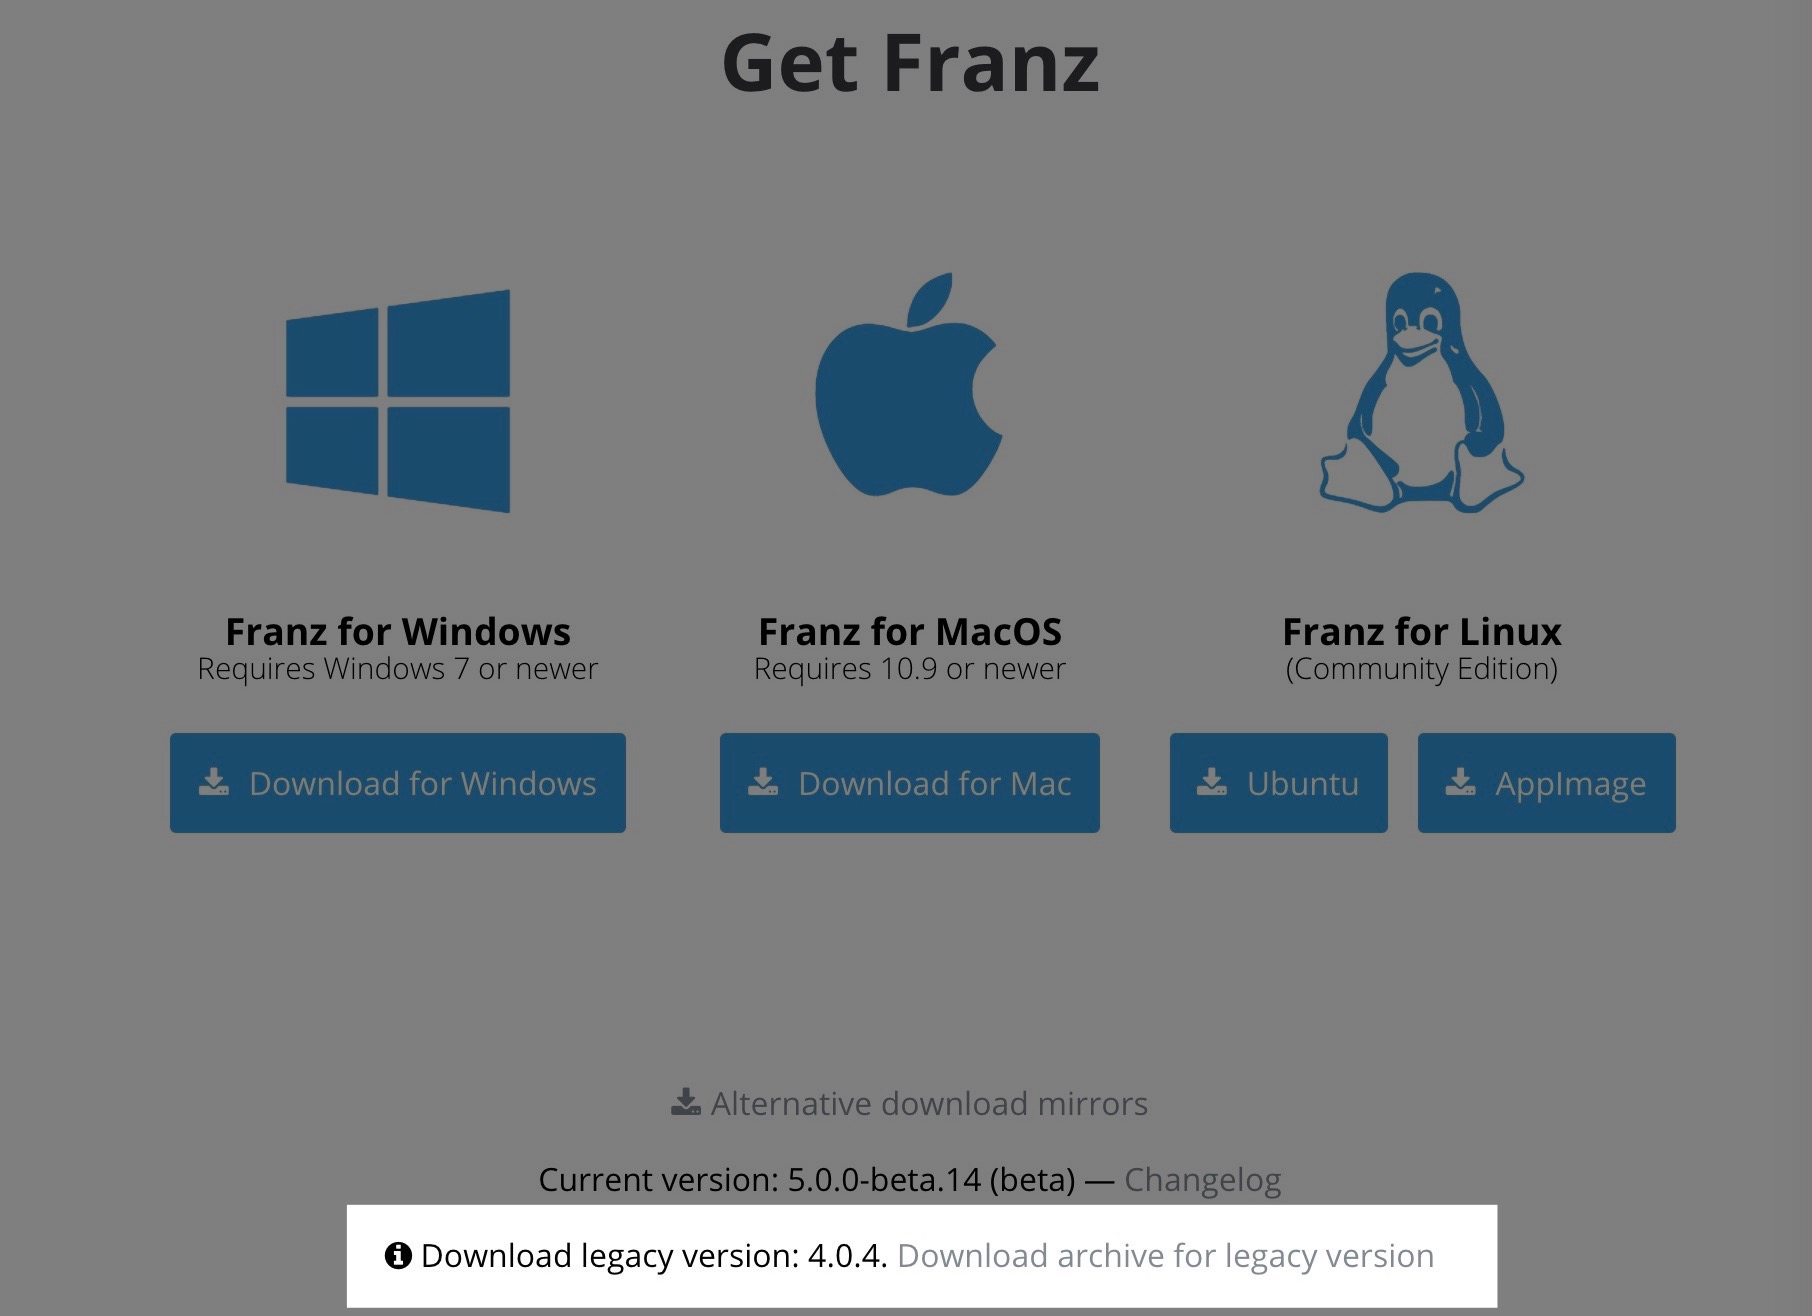 Get Franz
Franz for Windows
Requires Windows 7 or newer
Download for Windows
Franz for MacOS
Requires 10.9 or newer
Download for Mac
Franz for Linux
(Community Edition)
Ubuntu
AppImage
Alternative download mirrors
Current version: 5.0.0-beta.14 (beta) — Changelog
Download legacy version: 4.0.4. Download archive for legacy version